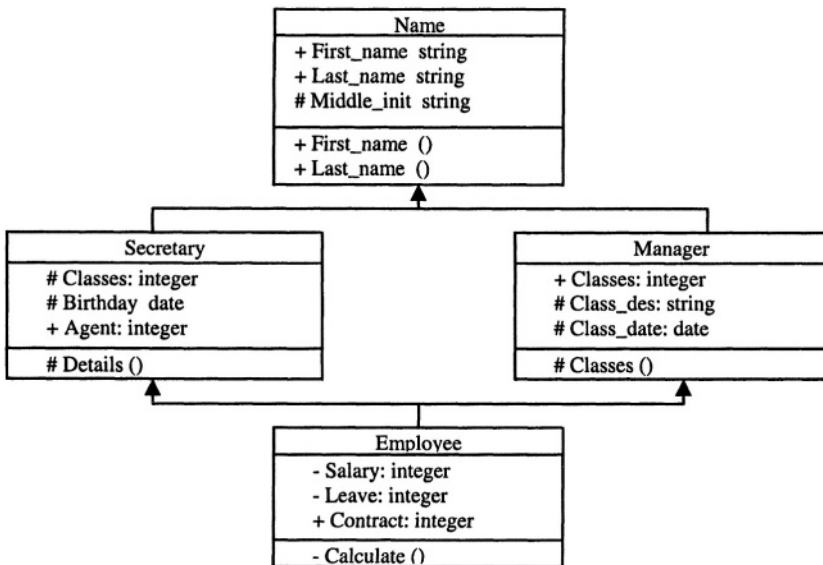 Name
+ First_name string
+ Last_name string
# Middle_init string
+ First_name ()
+ Last_name ()
Secretary
# Classes: integer
# Birthday date
+ Agent: integer
# Details ()
Manager
+ Classes: integer
# Class_des: string
# Class_date: date
# Classes ()
Employee
- Salary: integer
- Leave: integer
+ Contract: integer
- Calculate ()